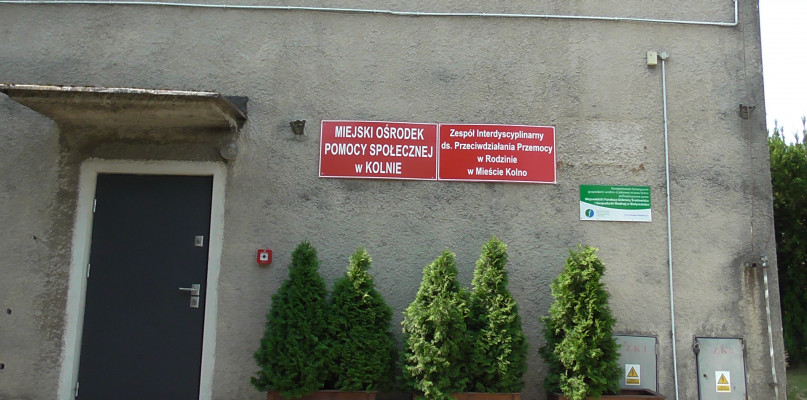 MIEJSKI OŚRODEK
POMOCY SPOŁECZNEJ
w KOLNIE
Zespół Interdyscyplinarny
ds. Przeciwdziałania Przemocy
w Rodzinie
w Mieście Kolno